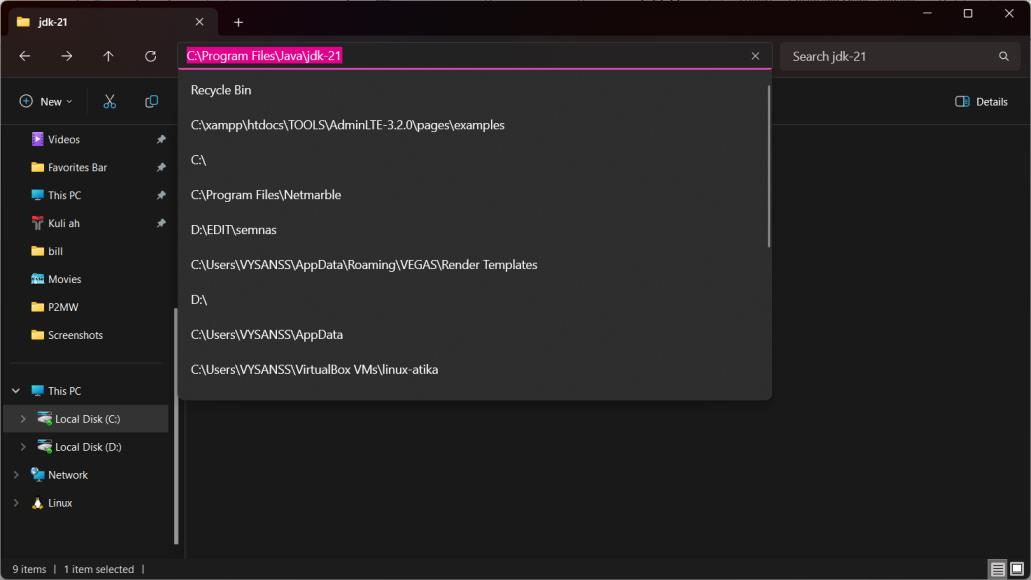 jdk-21
C:\Program Files\Java\jdk-21
Search jdk-21
New
Details
Recycle Bin
C:\xampp\htdocs\TOOLS\AdminLTE-3.2.0\pages\examples
C:\
C:\Program Files\Netmarble
D:\EDIT\semnas
C:\Users\VYSANSS\AppData\Roaming\VEGAS\Render Templates
D:\
C:\Users\VYSANSS\AppData
C:\Users\VYSANSS\VirtualBox VMs\linux-atika
Videos
Favorites Bar
This PC
Kuli ah
bill
Movies
P2MW
Screenshots
This PC
Local Disk (C:)
Local Disk (D:)
Network
Linux
9 items | 1 item selected |